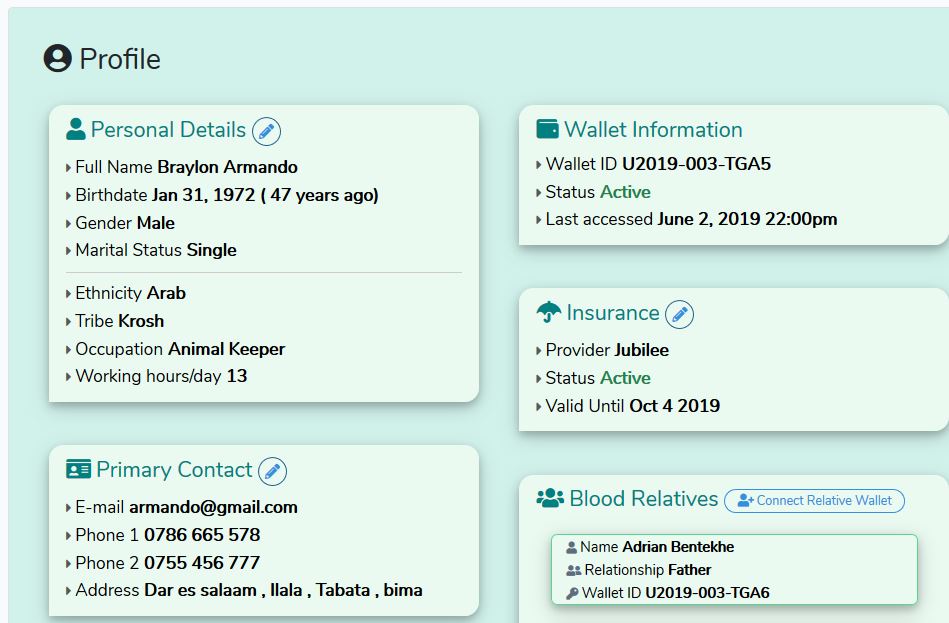 Profile
Personal Details
Full Name Braylon Armando
Birthdate Jan 31, 1972 ( 47 years ago)
Gender Male
Marital Status Single
Ethnicity Arab
Tribe Krosh
Occupation Animal Keeper
Working hours/day 13
Primary Contact
E-mail armando@gmail.com
Phone 1 0786 665 578
Phone 2 0755 456 777
Address Dar es salaam , Ilala , Tabata , bima
Wallet Information
Wallet ID U2019-003-TGA5
Status Active
Last accessed June 2, 2019 22:00pm
Insurance
Provider Jubilee
Status Active
Valid Until Oct 4 2019
Blood Relatives Connect Relative Wallet
Name Adrian Bentekhe
Relationship Father
Wallet ID U2019-003-TGA6